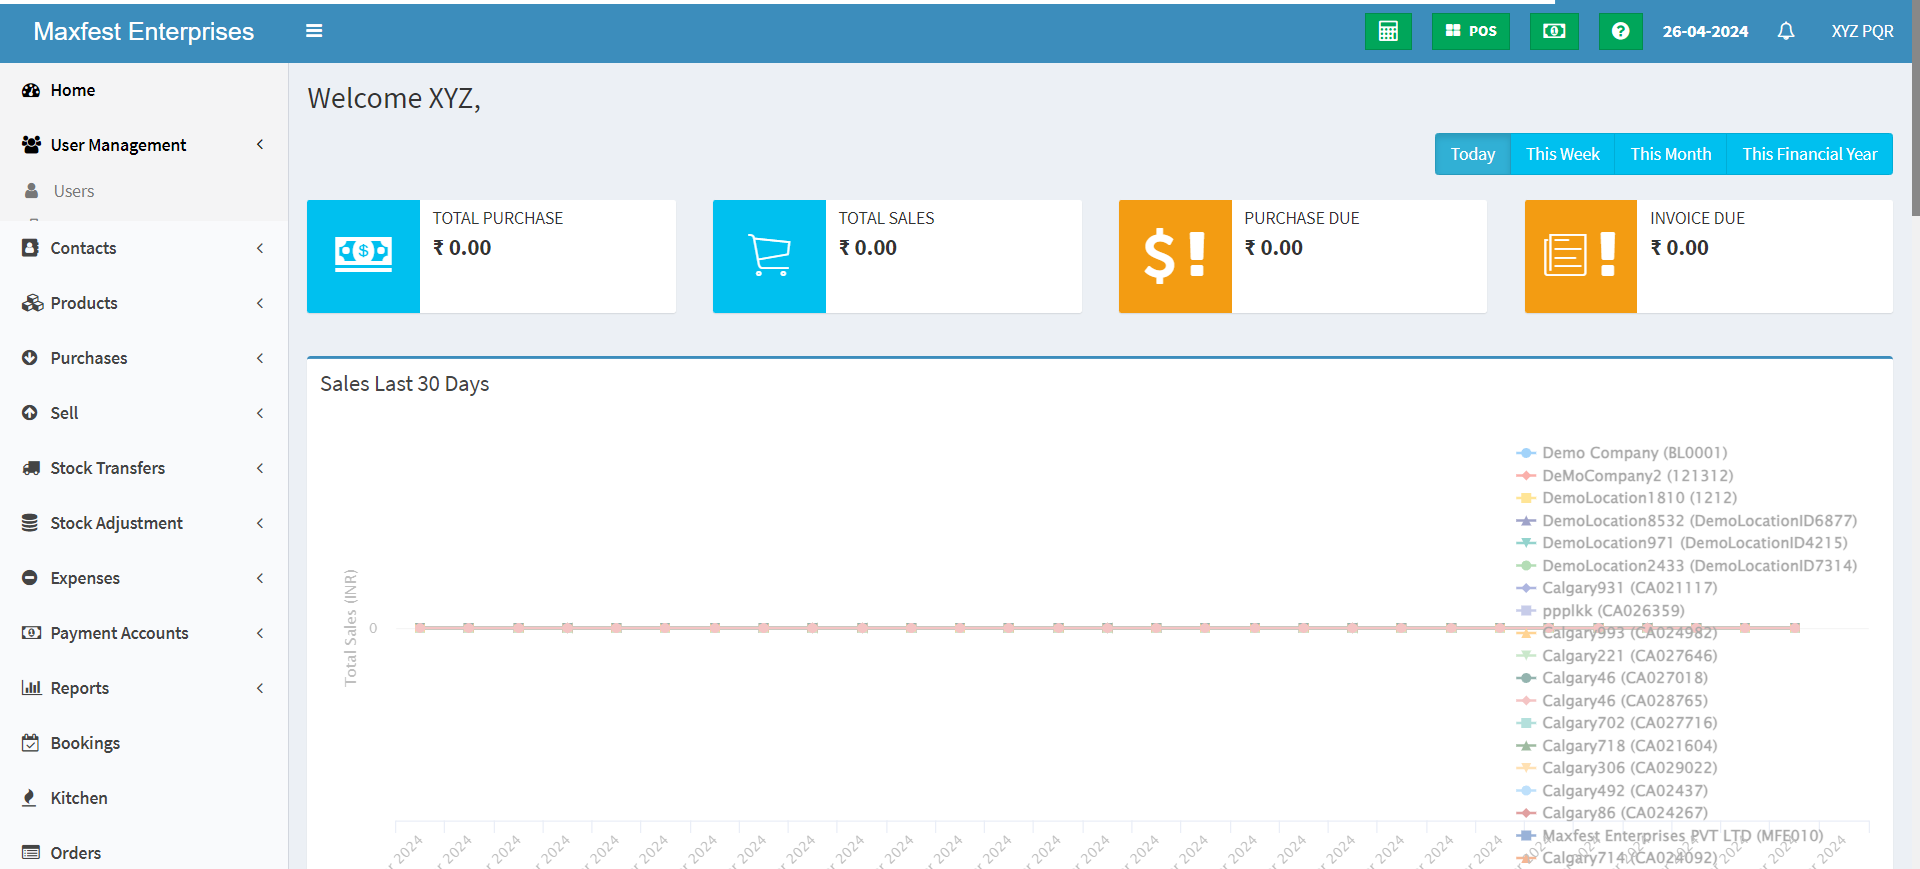 Maxfest Enterprises
POS
26-04-2024
XYZ PQR
Home
User Management
Users
Contacts
Products
Purchases
Sell
Stock Transfers
Stock Adjustment
Expenses
Payment Accounts
Reports
Bookings
Kitchen
Orders
Welcome XYZ,
Today This Week This Month This Financial Year
TOTAL PURCHASE
₹ 0.00
TOTAL SALES
₹ 0.00
PURCHASE DUE
₹ 0.00
INVOICE DUE
₹ 0.00
Sales Last 30 Days
Total Sales (INR)
0
Demo Company (BL0001)
DeMoCompany2 (121312)
DemoLocation1810 (1212)
DemoLocation8532 (DemoLocationID6877)
DemoLocation971 (DemoLocationID4215)
DemoLocation2433 (DemoLocationID7314)
Calgary931 (CA021117)
ppplkk (CA026359)
Calgary993 (CA024982)
Calgary221 (CA027646)
Calgary46 (CA027018)
Calgary46 (CA028765)
Calgary702 (CA027716)
Calgary718 (CA021604)
Calgary306 (CA029022)
Calgary492 (CA02437)
Calgary86 (CA024267)
Maxfest Enterprises PVT LTD (MFE010)
Calgary714 (CA024092)